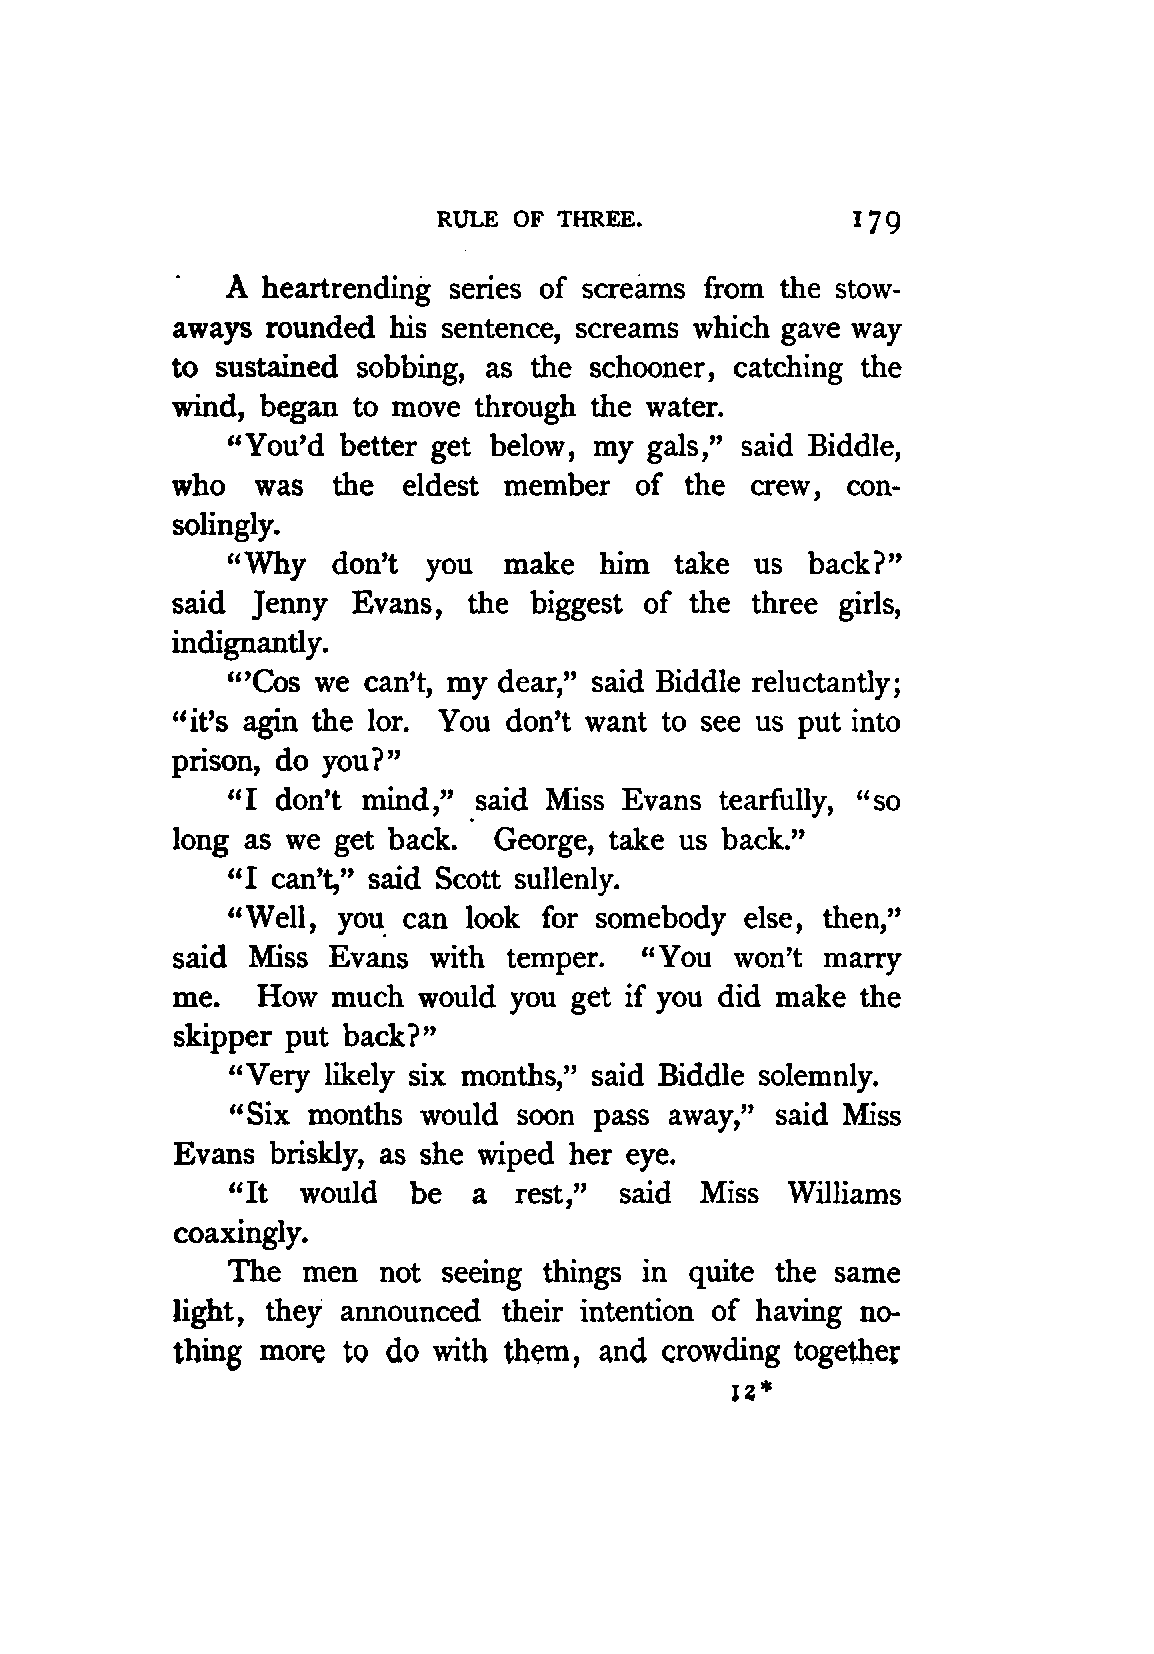 RULE OF THREE. 179
A heartrending series of screams from the stow-
aways rounded his sentence, screams which gave way
to sustained sobbing, as the schooner, catching the
wind, began to move through the water.
“You’d better get below, my gals,” said Biddle,
who was the eldest member of the crew, con-
solingly.
“Why don’t you make him take us back?”
said Jenny Evans, the biggest of the three girls,
indignantly.
“’Cos we can’t, my dear,” said Biddle reluctantly;
“it’s agin the lor. You don’t want to see us put into
prison, do you?”
“I don’t mind,” said Miss Evans tearfully, “so
long as we get back. George, take us back.”
“I can’t,” said Scott sullenly.
“Well, you can look for somebody else, then,”
said Miss Evans with temper. “You won’t marry
me. How much would you get if you did make the
skipper put back?”
“Very likely six months,” said Biddle solemnly.
“Six months would soon pass away,” said Miss
Evans briskly, as she wiped her eye.
“It would be a rest,” said Miss Williams
coaxingly.
The men not seeing things in quite the same
light, they announced their intention of having no-
thing more to do with them, and crowding together
12*